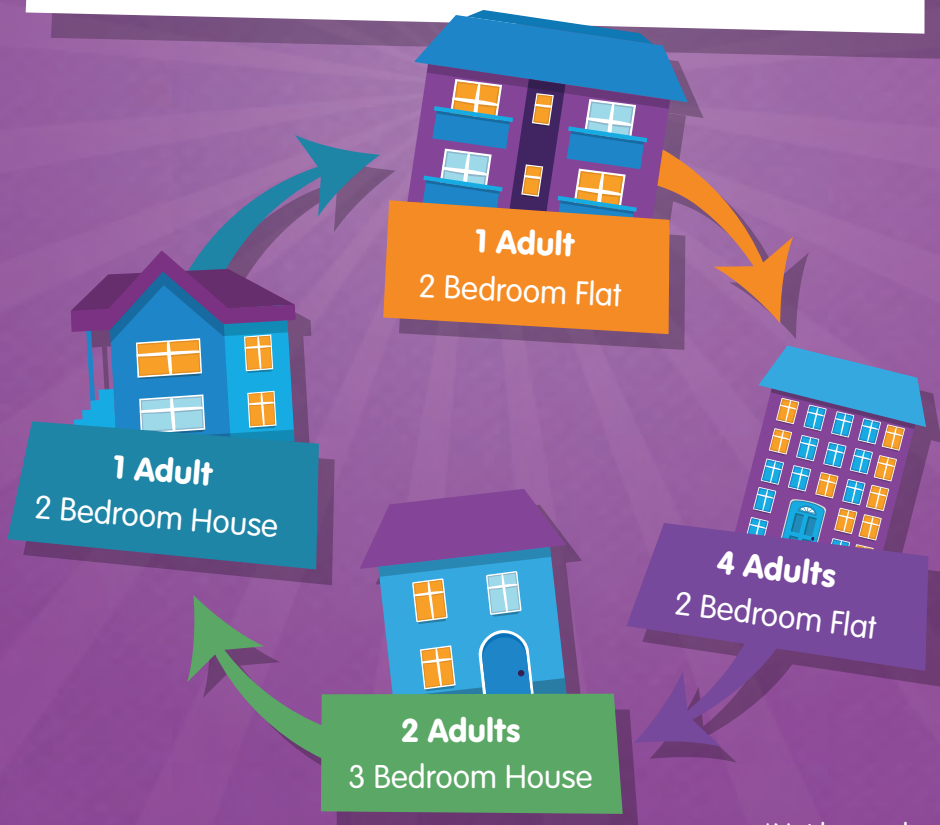 1 Adult
2 Bedroom Flat
1 Adult
2 Bedroom House
4 Adults
2 Bedroom Flat
2 Adults
3 Bedroom House